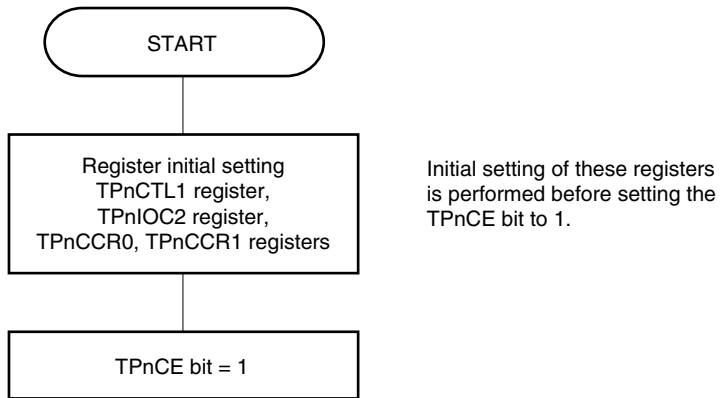 START
Register initial setting
TPnCTL1 register,
TPnIOC2 register,
TPnCCR0, TPnCCR1 registers
Initial setting of these registers
is performed before setting the
TPnCE bit to 1.
TPnCE bit = 1